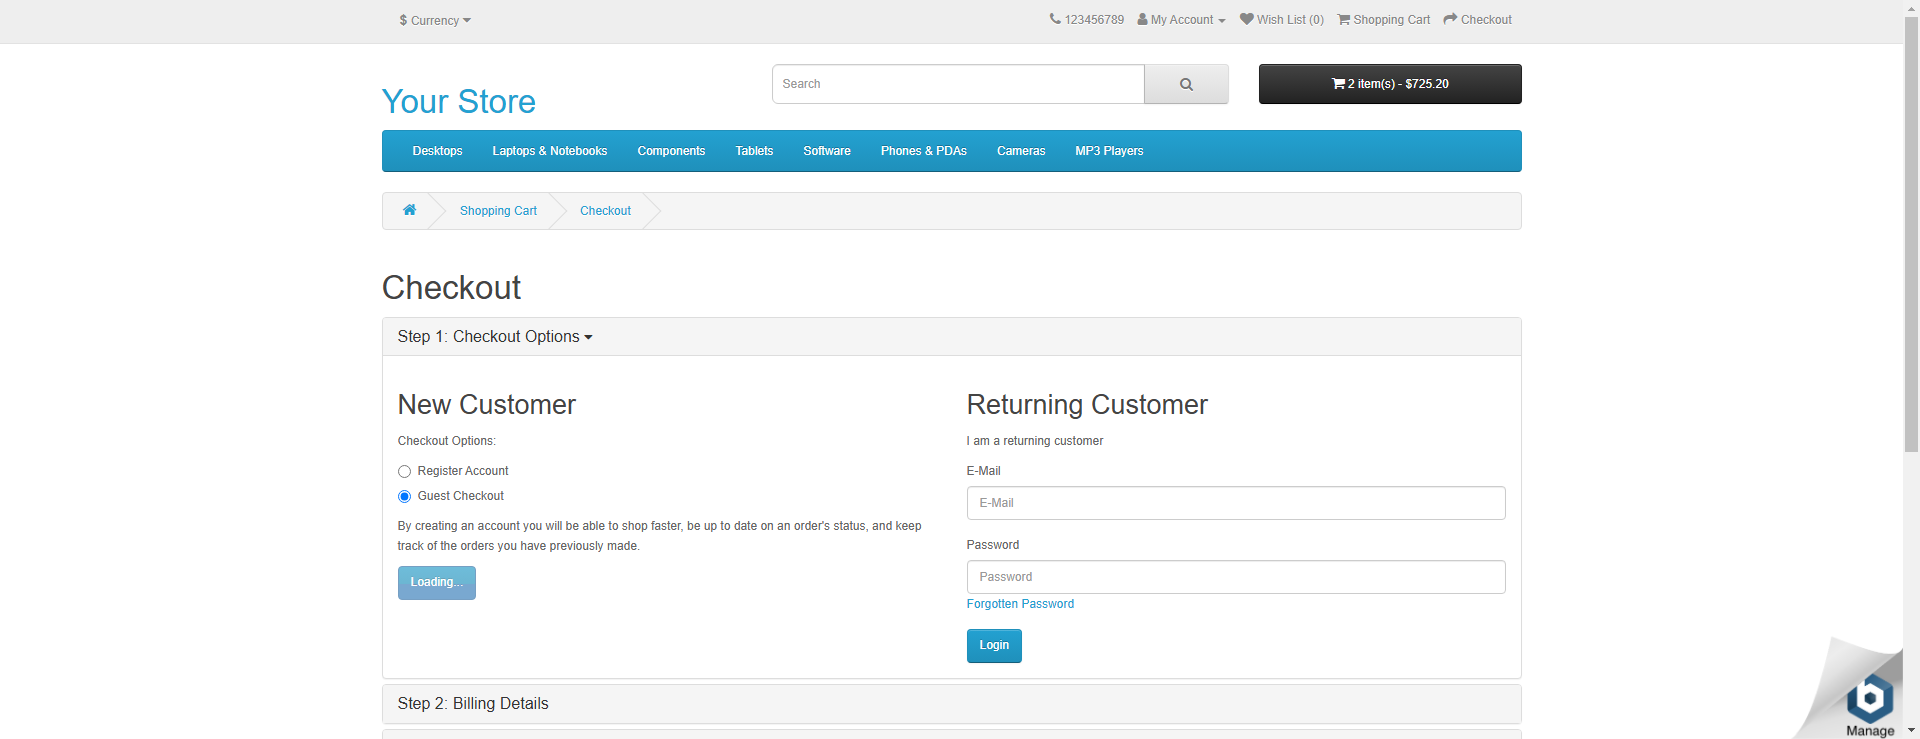 $ Currency
123456789 My Account Wish List (0) Shopping Cart Checkout
Your Store
Search
2 item(s) - $725.20
Desktops Laptops & Notebooks Components Tablets Software Phones & PDAs Cameras MP3 Players
Shopping Cart Checkout
Checkout
Step 1: Checkout Options
New Customer
Checkout Options:
Register Account
Guest Checkout
By creating an account you will be able to shop faster, be up to date on an order's status, and keep
track of the orders you have previously made.
Loading...
Returning Customer
I am a returning customer
E-Mail
E-Mail
Password
Password
Forgotten Password
Login
Step 2: Billing Details
Manage